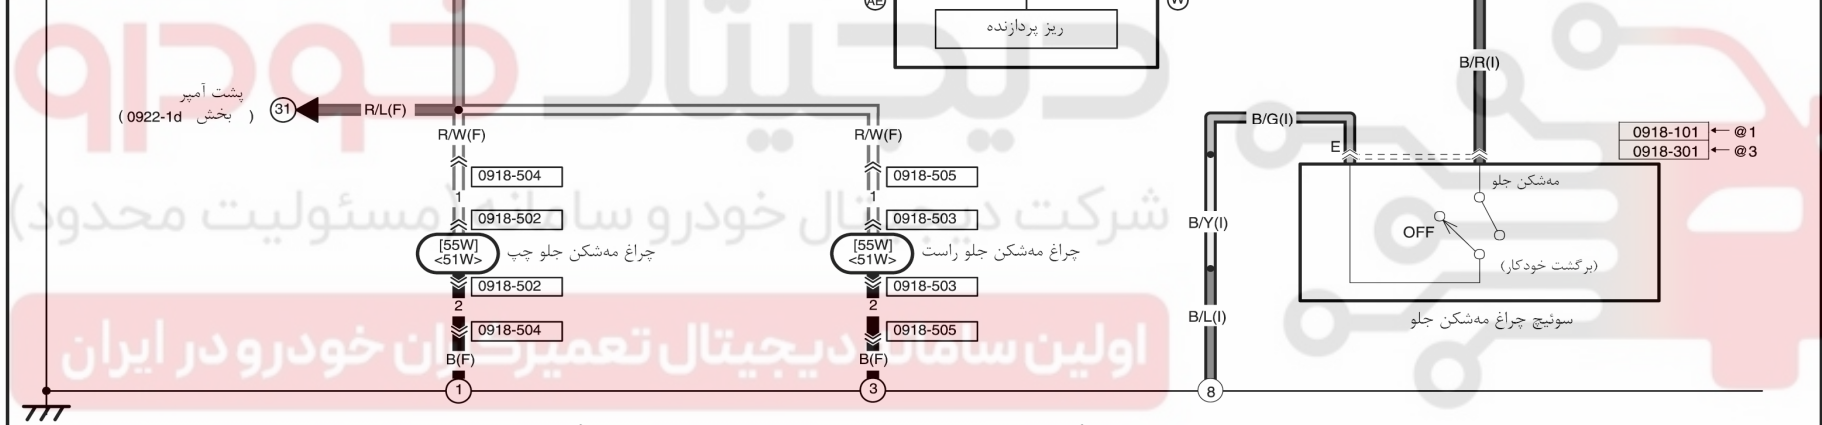 AE
W
ریز پردازنده
B/R(I)
پشت آمپر
( بخش 0922-1d )
31
R/L(F)
R/W(F)
R/W(F)
B/G(I)
E
0918-101 @1
0918-301 @3
0918-504
0918-505
مه‌شکن جلو
1
1
0918-502
0918-503
B/Y(I)
OFF
[55W]
<51W>
چراغ مه‌شکن جلو چپ
[55W]
<51W>
چراغ مه‌شکن جلو راست
(برگشت خودکار)
0918-502
0918-503
2
2
B/L(I)
سوئیچ چراغ مه‌شکن جلو
0918-504
0918-505
B(F)
B(F)
1
3
8
دیجیتال خودرو
شرکت دیجیتال خودرو سامانه (مسئولیت محدود)
اولین سامانه دیجیتال تعمیرکاران خودرو در ایران